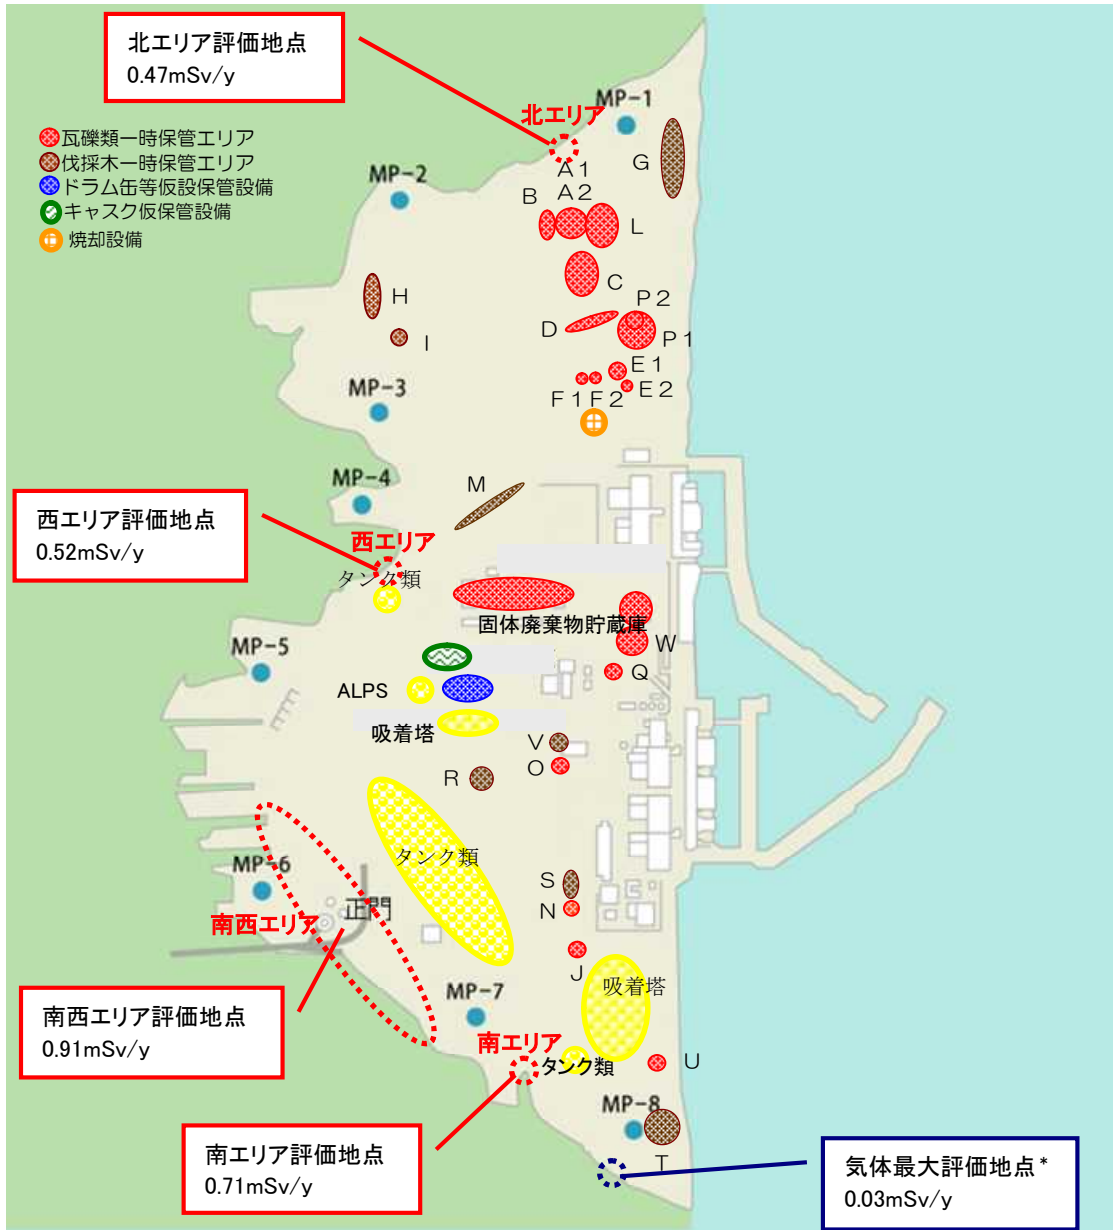 北エリア評価地点
0.47mSv/y
瓦礫類一時保管エリア
伐採木一時保管エリア
ドラム缶等仮設保管設備
キャスク仮保管設備
焼却設備
MP-1
北エリア
A1
A2
B
L
G
MP-2
C
H
I
P2
P1
D
E1
E2
F1
F2
MP-3
MP-4
M
西エリア評価地点
0.52mSv/y
西エリア
タンク類
固体廃棄物貯蔵庫
W
Q
MP-5
ALPS
吸着塔
V
O
R
タンク類
MP-6
正門
南西エリア
S
N
J
吸着塔
南西エリア評価地点
0.91mSv/y
MP-7
南エリア
タンク類
U
MP-8
T
南エリア評価地点
0.71mSv/y
気体最大評価地点*
0.03mSv/y